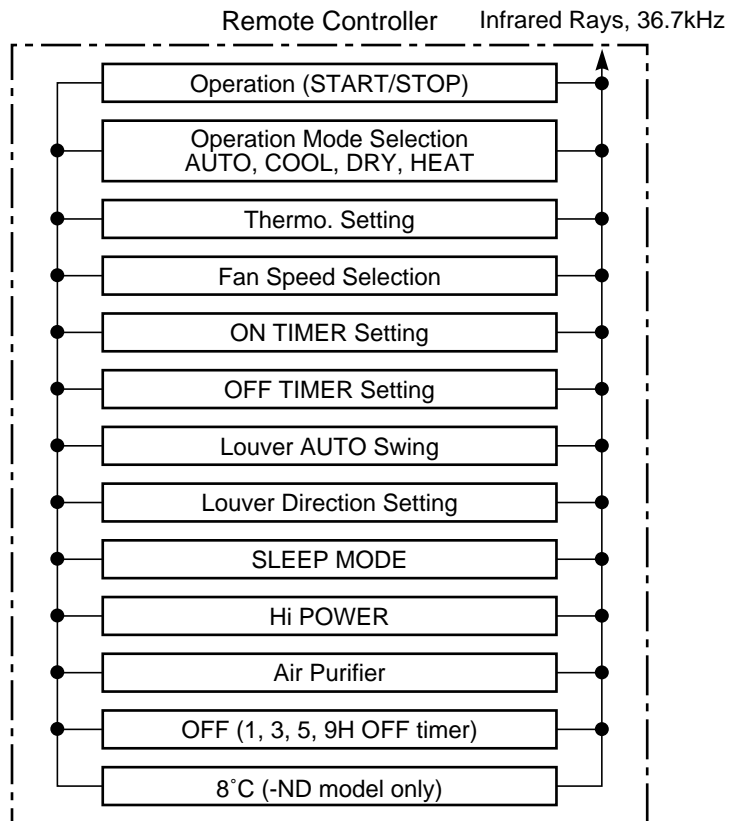 Remote Controller
Infrared Rays, 36.7kHz
Operation (START/STOP)
Operation Mode Selection
AUTO, COOL, DRY, HEAT
Thermo. Setting
Fan Speed Selection
ON TIMER Setting
OFF TIMER Setting
Louver AUTO Swing
Louver Direction Setting
SLEEP MODE
Hi POWER
Air Purifier
OFF (1, 3, 5, 9H OFF timer)
8˚C (-ND model only)